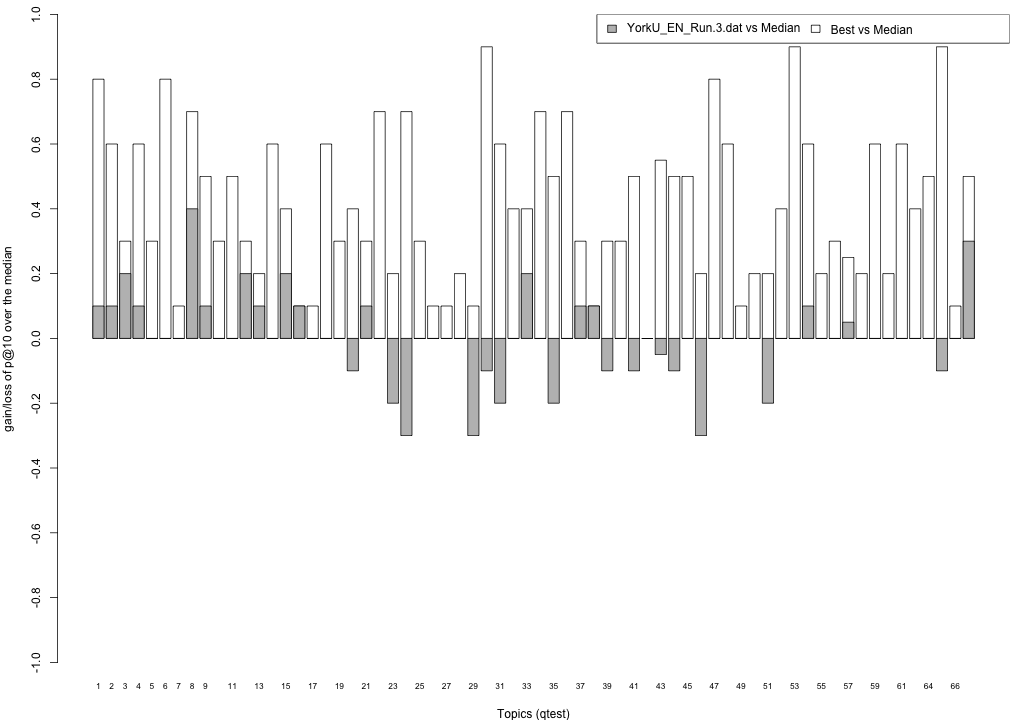 YorkU_EN_Run.3.dat vs Median Best vs Median
1.0
0.8
0.6
0.4
0.2
0.0
-0.2
-0.4
-0.6
-0.8
-1.0
gain/loss of p@10 over the median
1 2 3 4 5 6 7 8 9 11 13 15 17 19 21 23 25 27 29 31 33 35 37 39 41 43 45 47 49 51 53 55 57 59 61 64 66
Topics (qtest)